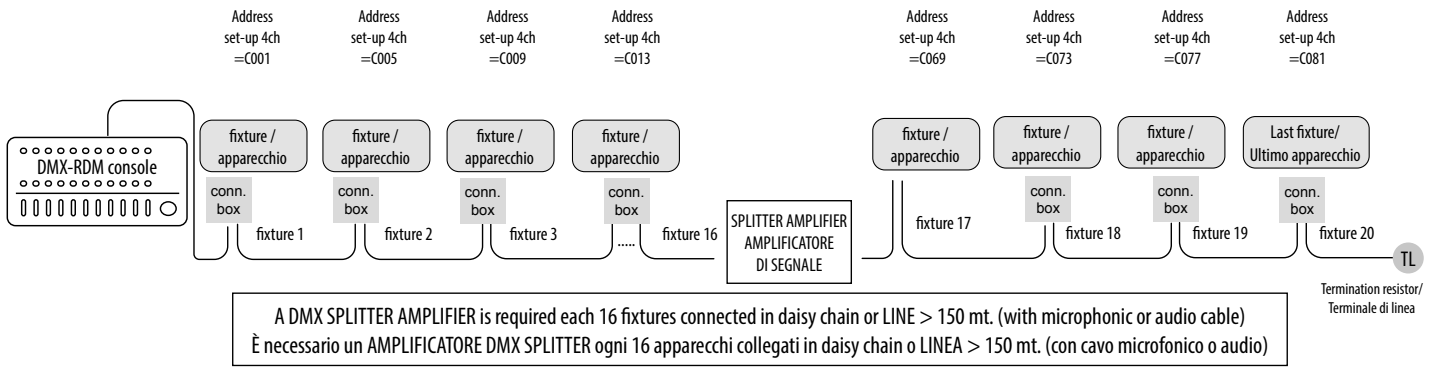 Address
set-up 4ch
=C001
Address
set-up 4ch
=C005
Address
set-up 4ch
=C009
Address
set-up 4ch
=C013
Address
set-up 4ch
=C069
Address
set-up 4ch
=C073
Address
set-up 4ch
=C077
Address
set-up 4ch
=C081
DMX-RDM console
fixture /
apparecchio
fixture /
apparecchio
fixture /
apparecchio
fixture /
apparecchio
fixture /
apparecchio
fixture /
apparecchio
fixture /
apparecchio
Last fixture/
Ultimo apparecchio
conn.
box
conn.
box
conn.
box
conn.
box
conn.
box
conn.
box
conn.
box
fixture 1
fixture 2
fixture 3
.....
fixture 16
SPLITTER AMPLIFIER
AMPLIFICATORE
DI SEGNALE
fixture 17
fixture 18
fixture 19
fixture 20
TL
Termination resistor/
Terminale di linea
A DMX SPLITTER AMPLIFIER is required each 16 fixtures connected in daisy chain or LINE > 150 mt. (with microphonic or audio cable)
È necessario un AMPLIFICATORE DMX SPLITTER ogni 16 apparecchi collegati in daisy chain o LINEA > 150 mt. (con cavo microfonico o audio)